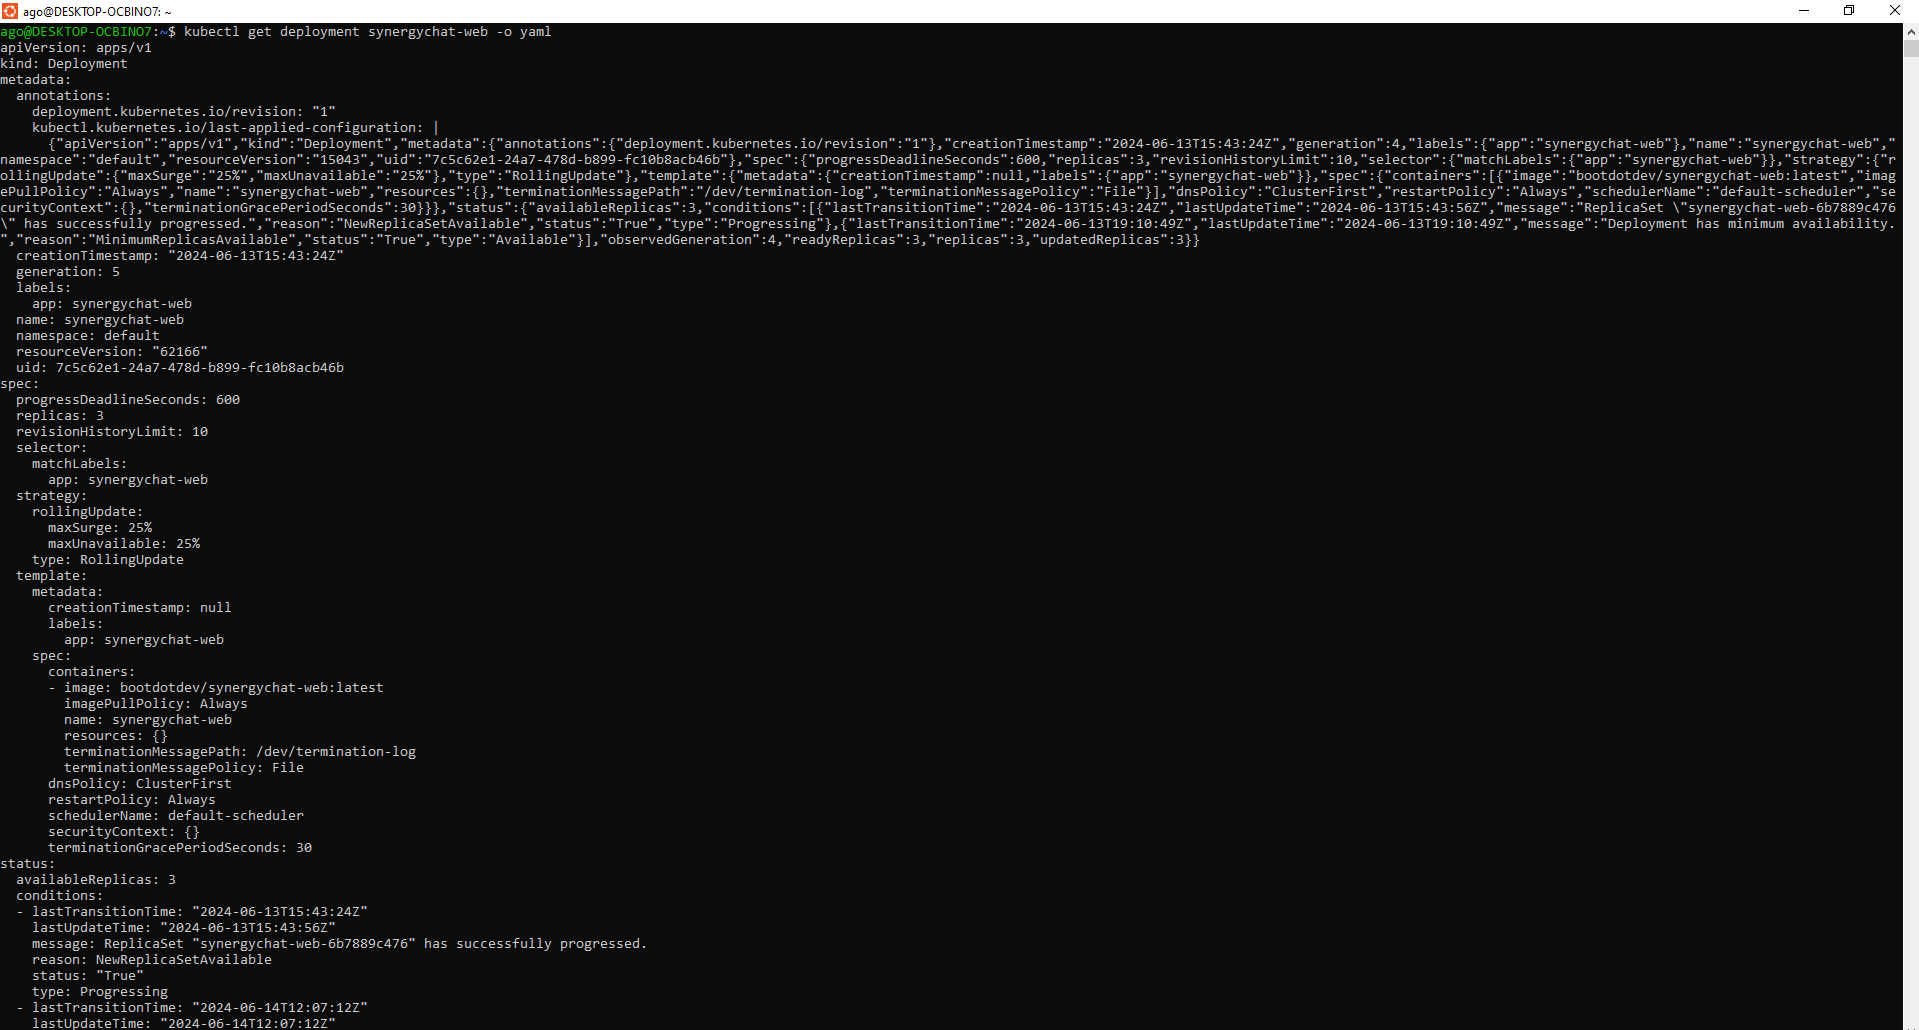 ago@DESKTOP-OCBINO7: ~
ago@DESKTOP-OCBINO7:~$ kubectl get deployment synergychat-web -o yaml
apiVersion: apps/v1
kind: Deployment
metadata:
  annotations:
    deployment.kubernetes.io/revision: "1"
    kubectl.kubernetes.io/last-applied-configuration: |
      {"apiVersion":"apps/v1","kind":"Deployment","metadata":{"annotations":{"deployment.kubernetes.io/revision":"1"},"creationTimestamp":"2024-06-13T15:43:24Z","generation":4,"labels":{"app":"synergychat-web"},"name":"synergychat-web","
namespace":"default","resourceVersion":"15043","uid":"7c5c62e1-24a7-478d-b899-fc10b8acb46b"},"spec":{"progressDeadlineSeconds":600,"replicas":3,"revisionHistoryLimit":10,"selector":{"matchLabels":{"app":"synergychat-web"}},"strategy":{"r
ollingUpdate":{"maxSurge":"25%","maxUnavailable":"25%"},"type":"RollingUpdate"},"template":{"metadata":{"creationTimestamp":null,"labels":{"app":"synergychat-web"}},"spec":{"containers":[{"image":"bootdotdev/synergychat-web:latest","imag
ePullPolicy":"Always","name":"synergychat-web","resources":{},"terminationMessagePath":"/dev/termination-log","terminationMessagePolicy":"File"}],"dnsPolicy":"ClusterFirst","restartPolicy":"Always","schedulerName":"default-scheduler","se
curityContext":{},"terminationGracePeriodSeconds":30}}},"status":{"availableReplicas":3,"conditions":[{"lastTransitionTime":"2024-06-13T15:43:24Z","lastUpdateTime":"2024-06-13T15:43:56Z","message":"ReplicaSet \"synergychat-web-6b7889c476
\" has successfully progressed.","reason":"NewReplicaSetAvailable","status":"True","type":"Progressing"},{"lastTransitionTime":"2024-06-13T19:10:49Z","lastUpdateTime":"2024-06-13T19:10:49Z","message":"Deployment has minimum availability.
","reason":"MinimumReplicasAvailable","status":"True","type":"Available"}],"observedGeneration":4,"readyReplicas":3,"replicas":3,"updatedReplicas":3}}
  creationTimestamp: "2024-06-13T15:43:24Z"
  generation: 5
  labels:
    app: synergychat-web
  name: synergychat-web
  namespace: default
  resourceVersion: "62166"
  uid: 7c5c62e1-24a7-478d-b899-fc10b8acb46b
spec:
  progressDeadlineSeconds: 600
  replicas: 3
  revisionHistoryLimit: 10
  selector:
    matchLabels:
      app: synergychat-web
  strategy:
    rollingUpdate:
      maxSurge: 25%
      maxUnavailable: 25%
    type: RollingUpdate
  template:
    metadata:
      creationTimestamp: null
      labels:
        app: synergychat-web
    spec:
      containers:
      - image: bootdotdev/synergychat-web:latest
        imagePullPolicy: Always
        name: synergychat-web
        resources: {}
        terminationMessagePath: /dev/termination-log
        terminationMessagePolicy: File
      dnsPolicy: ClusterFirst
      restartPolicy: Always
      schedulerName: default-scheduler
      securityContext: {}
      terminationGracePeriodSeconds: 30
status:
  availableReplicas: 3
  conditions:
  - lastTransitionTime: "2024-06-13T15:43:24Z"
    lastUpdateTime: "2024-06-13T15:43:56Z"
    message: ReplicaSet "synergychat-web-6b7889c476" has successfully progressed.
    reason: NewReplicaSetAvailable
    status: "True"
    type: Progressing
  - lastTransitionTime: "2024-06-14T12:07:12Z"
    lastUpdateTime: "2024-06-14T12:07:12Z"